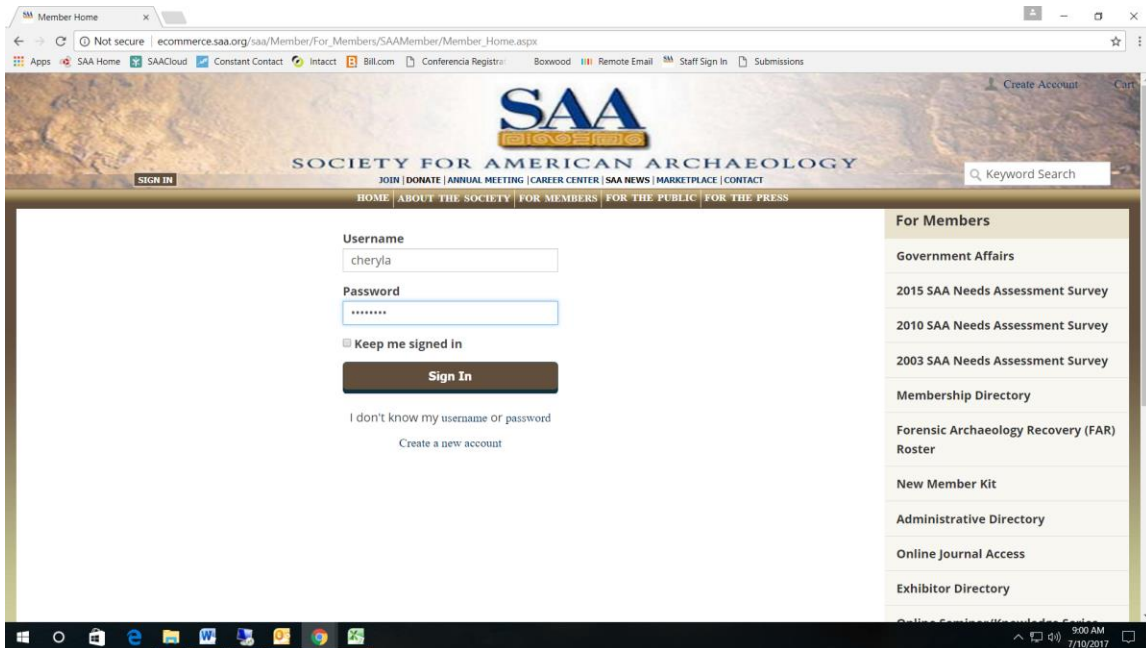 SAA Member Home
Not secure | ecommerce.saa.org/saa/Member/For_Members/SAAMember/Member_Home.aspx
Apps SAA Home SAACloud Constant Contact Intacct Bill.com Conferencia Registra Boxwood Remote Email Staff Sign In Submissions
Create Account Cart
SAA
SOCIETY FOR AMERICAN ARCHAEOLOGY
SIGN IN
JOIN | DONATE | ANNUAL MEETING | CAREER CENTER | SAA NEWS | MARKETPLACE | CONTACT
Keyword Search
HOME ABOUT THE SOCIETY FOR MEMBERS FOR THE PUBLIC FOR THE PRESS
Username
cheryla
Password
••••••••
Keep me signed in
Sign In
I don't know my username or password
Create a new account
For Members
Government Affairs
2015 SAA Needs Assessment Survey
2010 SAA Needs Assessment Survey
2003 SAA Needs Assessment Survey
Membership Directory
Forensic Archaeology Recovery (FAR)
Roster
New Member Kit
Administrative Directory
Online Journal Access
Exhibitor Directory
9:00 AM
7/10/2017